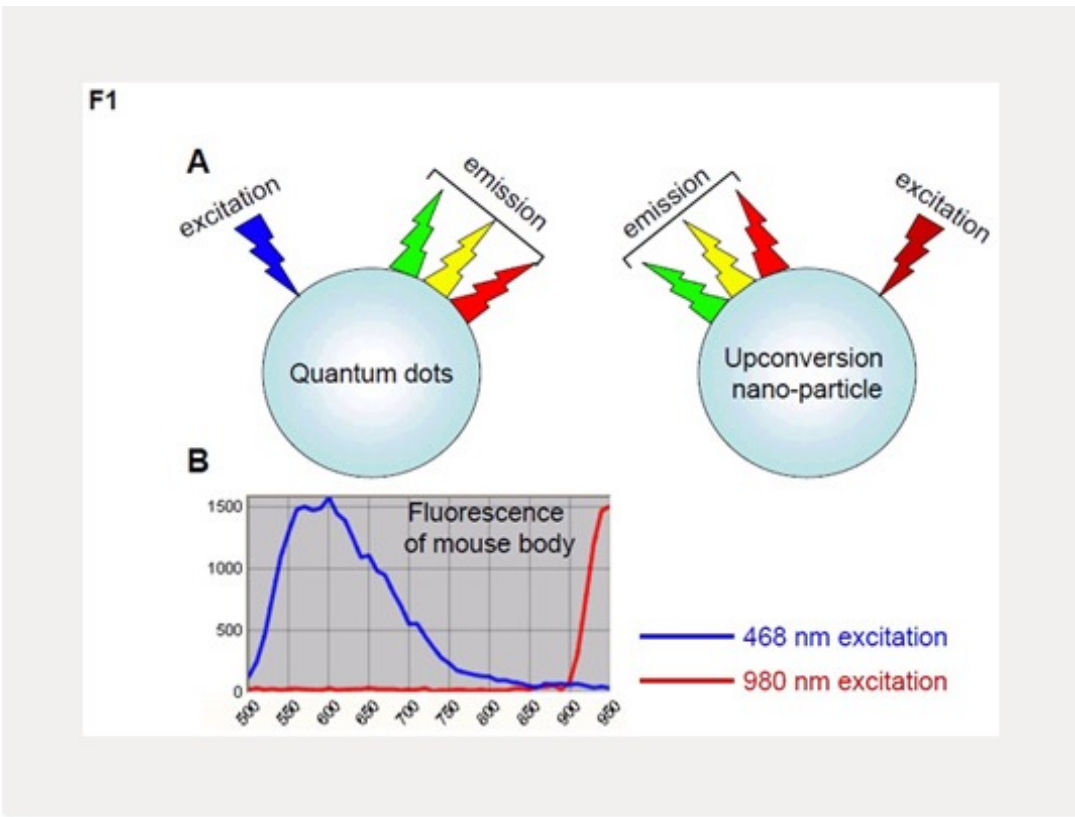 F1
A
excitation
emission
emission
excitation
Quantum dots
Upconversion
nano-particle
B
Fluorescence
of mouse body
1500
1000
500
0
500 550 600 650 700 750 800 850 900 950
468 nm excitation
980 nm excitation